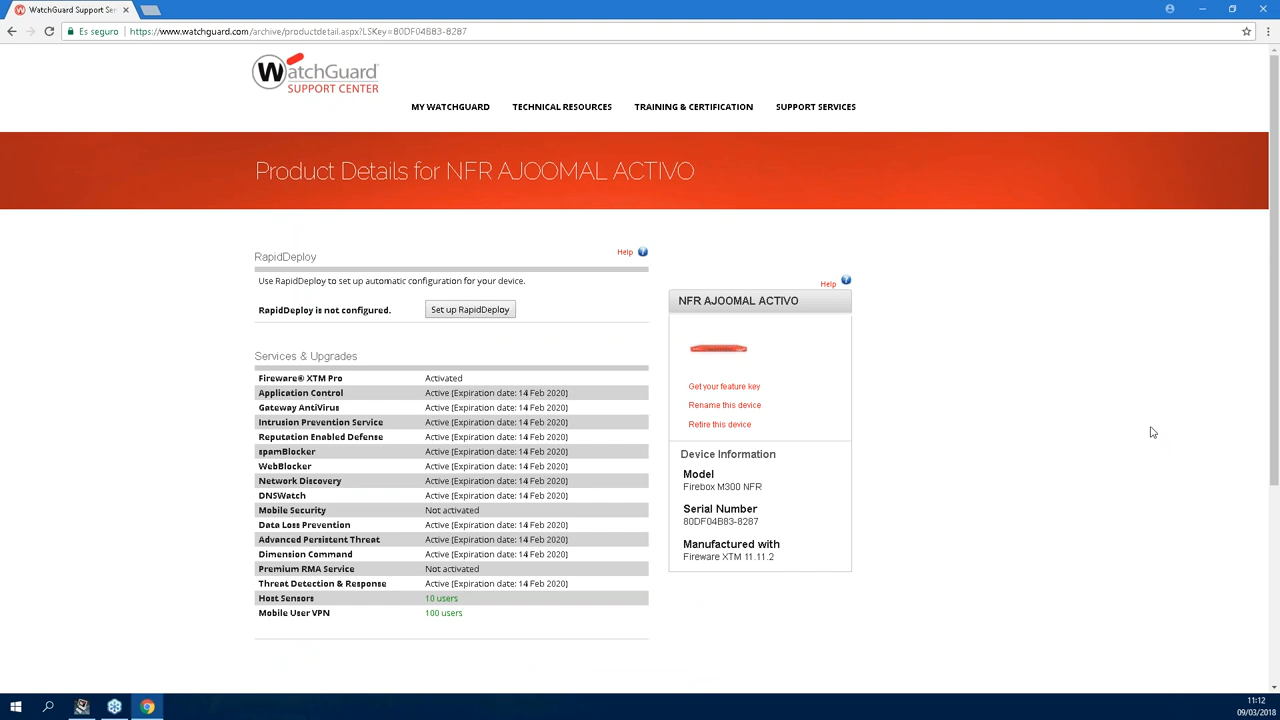 WatchGuard Support Ser
Es seguro
https://www.watchguard.com/archive/productdetail.aspx?LSKey=80DF04B83-8287
WatchGuard
SUPPORT CENTER
MY WATCHGUARD TECHNICAL RESOURCES TRAINING & CERTIFICATION SUPPORT SERVICES
Product Details for NFR AJOOMAL ACTIVO
RapidDeploy Help
Use RapidDeploy to set up automatic configuration for your device.
RapidDeploy is not configured. Set up RapidDeploy
Services & Upgrades
Fireware® XTM Pro Activated
Application Control Active [Expiration date: 14 Feb 2020]
Gateway AntiVirus Active [Expiration date: 14 Feb 2020]
Intrusion Prevention Service Active [Expiration date: 14 Feb 2020]
Reputation Enabled Defense Active [Expiration date: 14 Feb 2020]
spamBlocker Active [Expiration date: 14 Feb 2020]
WebBlocker Active [Expiration date: 14 Feb 2020]
Network Discovery Active [Expiration date: 14 Feb 2020]
DNSWatch Active [Expiration date: 14 Feb 2020]
Mobile Security Not activated
Data Loss Prevention Active [Expiration date: 14 Feb 2020]
Advanced Persistent Threat Active [Expiration date: 14 Feb 2020]
Dimension Command Active [Expiration date: 14 Feb 2020]
Premium RMA Service Not activated
Threat Detection & Response Active [Expiration date: 14 Feb 2020]
Host Sensors 10 users
Mobile User VPN 100 users
Help
NFR AJOOMAL ACTIVO
Get your feature key
Rename this device
Retire this device
Device Information
Model
Firebox M300 NFR
Serial Number
80DF04B83-8287
Manufactured with
Fireware XTM 11.11.2
11:12
09/03/2018